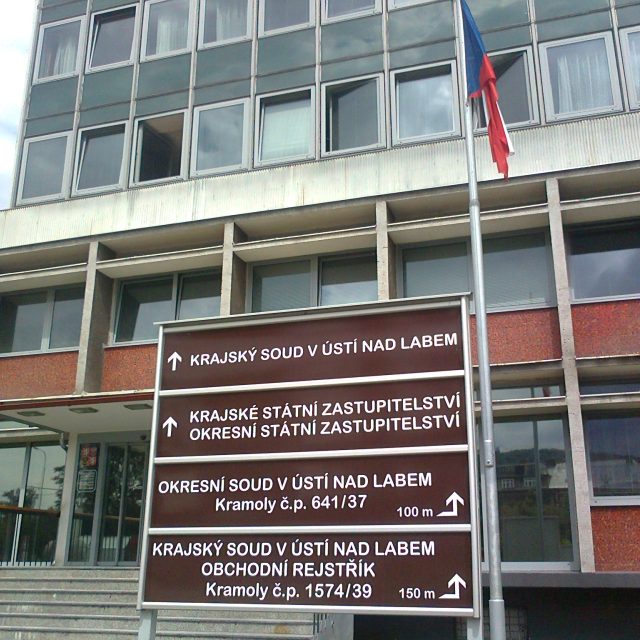 KRAJSKÝ SOUD V ÚSTÍ NAD LABEM
KRAJSKÉ STÁTNÍ ZASTUPITELSTVÍ
OKRESNÍ STÁTNÍ ZASTUPITELSTVÍ
OKRESNÍ SOUD V ÚSTÍ NAD LABEM
Kramoly č.p. 641/37
100 m
KRAJSKÝ SOUD V ÚSTÍ NAD LABEM
OBCHODNÍ REJSTŘÍK
Kramoly č.p. 1574/39
150 m